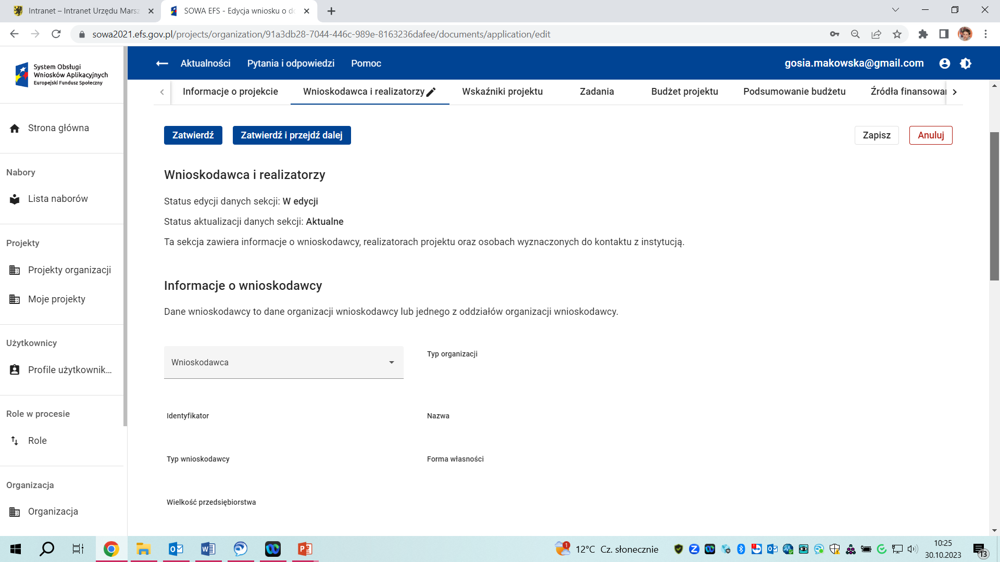 Intranet – Intranet Urzędu Marsz
SOWA EFS - Edycja wniosku o do
sowa2021.efs.gov.pl/projects/organization/91a3db28-7044-446c-989e-8163236dafee/documents/application/edit
System Obsługi
Wniosków Aplikacyjnych
Europejski Fundusz Społeczny
Aktualności
Pytania i odpowiedzi
Pomoc
gosia.makowska@gmail.com
Informacje o projekcie
Wnioskodawca i realizatorzy
Wskaźniki projektu
Zadania
Budżet projektu
Podsumowanie budżetu
Źródła finansowan
Strona główna
Nabory
Lista naborów
Projekty
Projekty organizacji
Moje projekty
Użytkownicy
Profile użytkownik...
Role w procesie
Role
Organizacja
Organizacja
Zatwierdź
Zatwierdź i przejdź dalej
Zapisz
Anuluj
Wnioskodawca i realizatorzy
Status edycji danych sekcji: W edycji
Status aktualizacji danych sekcji: Aktualne
Ta sekcja zawiera informacje o wnioskodawcy, realizatorach projektu oraz osobach wyznaczonych do kontaktu z instytucją.
Informacje o wnioskodawcy
Dane wnioskodawcy to dane organizacji wnioskodawcy lub jednego z oddziałów organizacji wnioskodawcy.
Wnioskodawca
Typ organizacji
Identyfikator
Nazwa
Typ wnioskodawcy
Forma własności
Wielkość przedsiębiorstwa
1
12°C Cz. słonecznie
10:25
30.10.2023
13